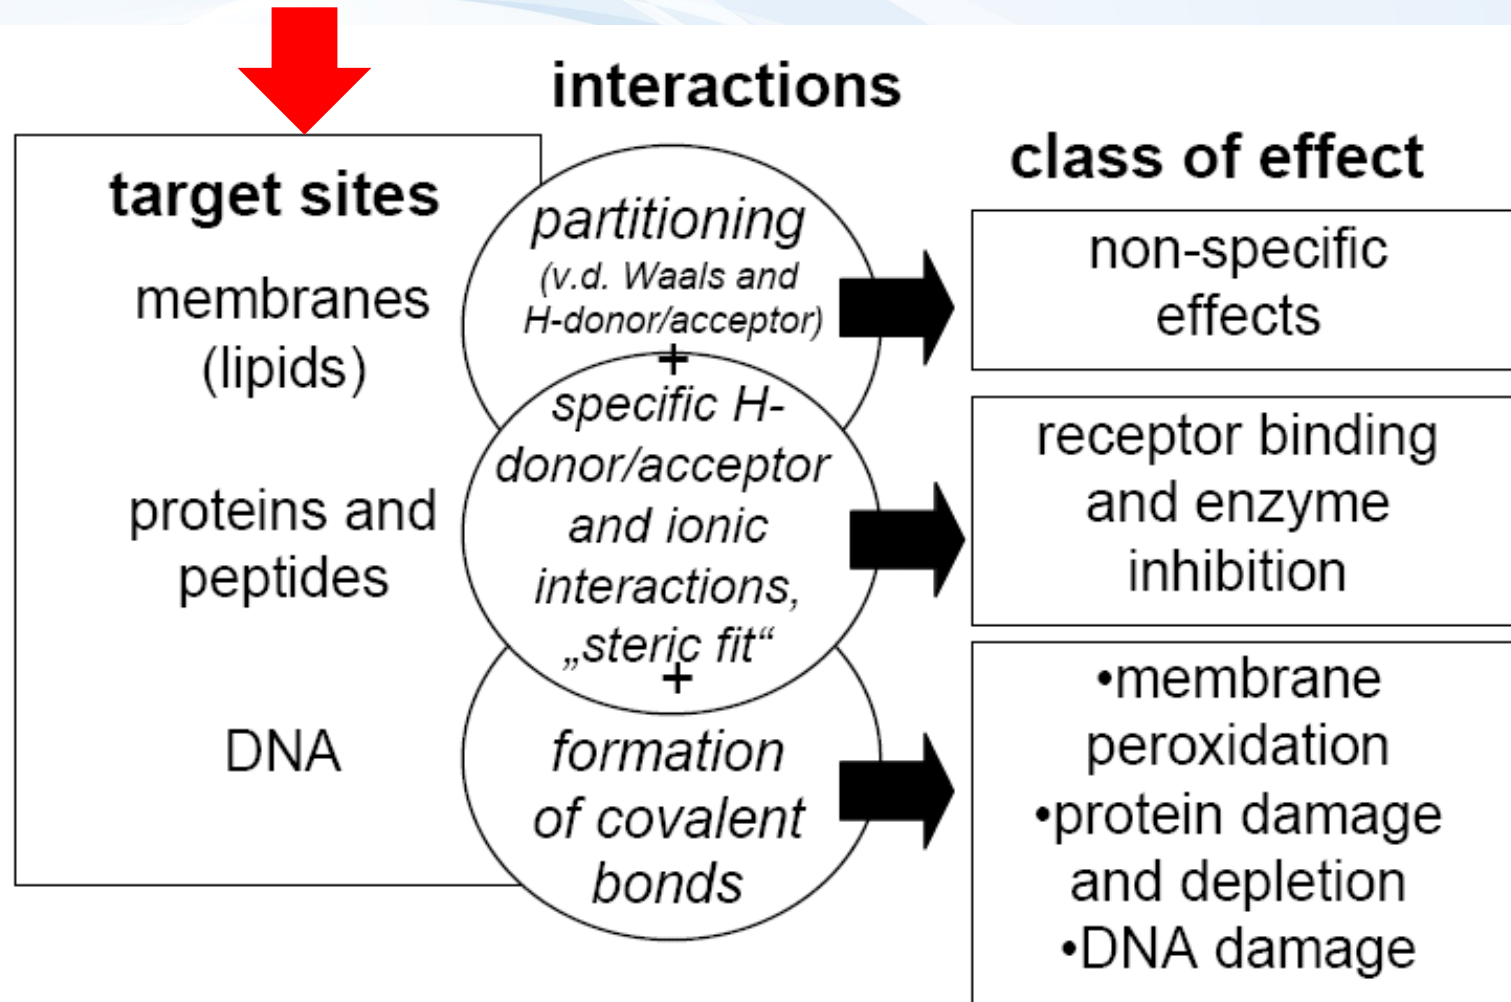 interactions
target sites
membranes
(lipids)
proteins and
peptides
DNA
partitioning
(v.d. Waals and
H-donor/acceptor)
+
specific H-
donor/acceptor
and ionic
interactions,
„steric fit“
+
formation
of covalent
bonds
class of effect
non-specific
effects
receptor binding
and enzyme
inhibition
•membrane
peroxidation
•protein damage
and depletion
•DNA damage